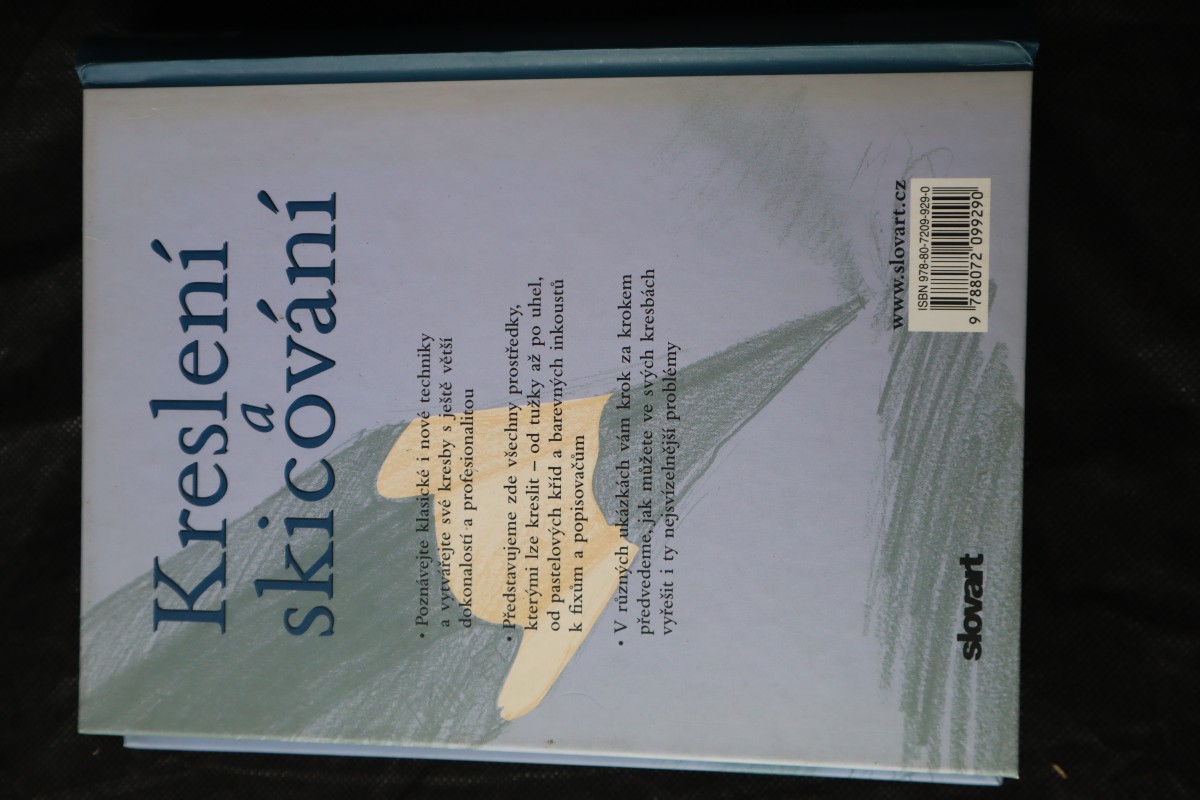 Kreslení
a
skicování
• Poznávejte klasické i nové techniky
a vytvářejte své kresby s ještě větší
dokonalostí a profesionalitou
• Představujeme zde všechny prostředky,
kterými lze kreslit – od tužky až po uhel,
od pastelových kříd a barevných inkoustů
k fixům a popisovačům
• V různých ukázkách vám krok za krokem
předvedeme, jak můžete ve svých kresbách
vyřešit i ty nejsvízelnější problémy
www.slovart.cz
ISBN 978-80-7209-929-0
9 788072 099290
slovart